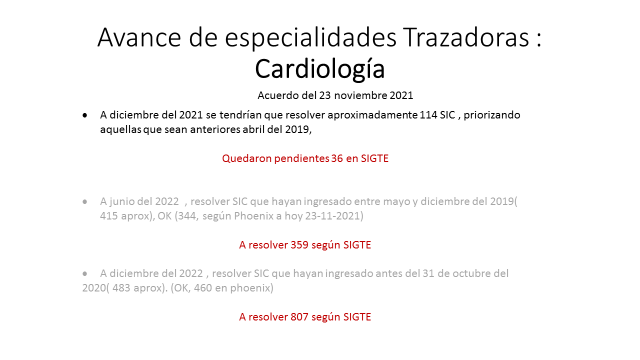 Avance de especialidades Trazadoras :
Cardiología
Acuerdo del 23 noviembre 2021
• A diciembre del 2021 se tendrían que resolver aproximadamente 114 SIC , priorizando
aquellas que sean anteriores abril del 2019,
Quedaron pendientes 36 en SIGTE
• A junio del 2022 , resolver SIC que hayan ingresado entre mayo y diciembre del 2019(
415 aprox), OK (344, según Phoenix a hoy 23-11-2021)
A resolver 359 según SIGTE
• A diciembre del 2022 , resolver SIC que hayan ingresado antes del 31 de octubre del
2020( 483 aprox). (OK, 460 en phoenix)
A resolver 807 según SIGTE